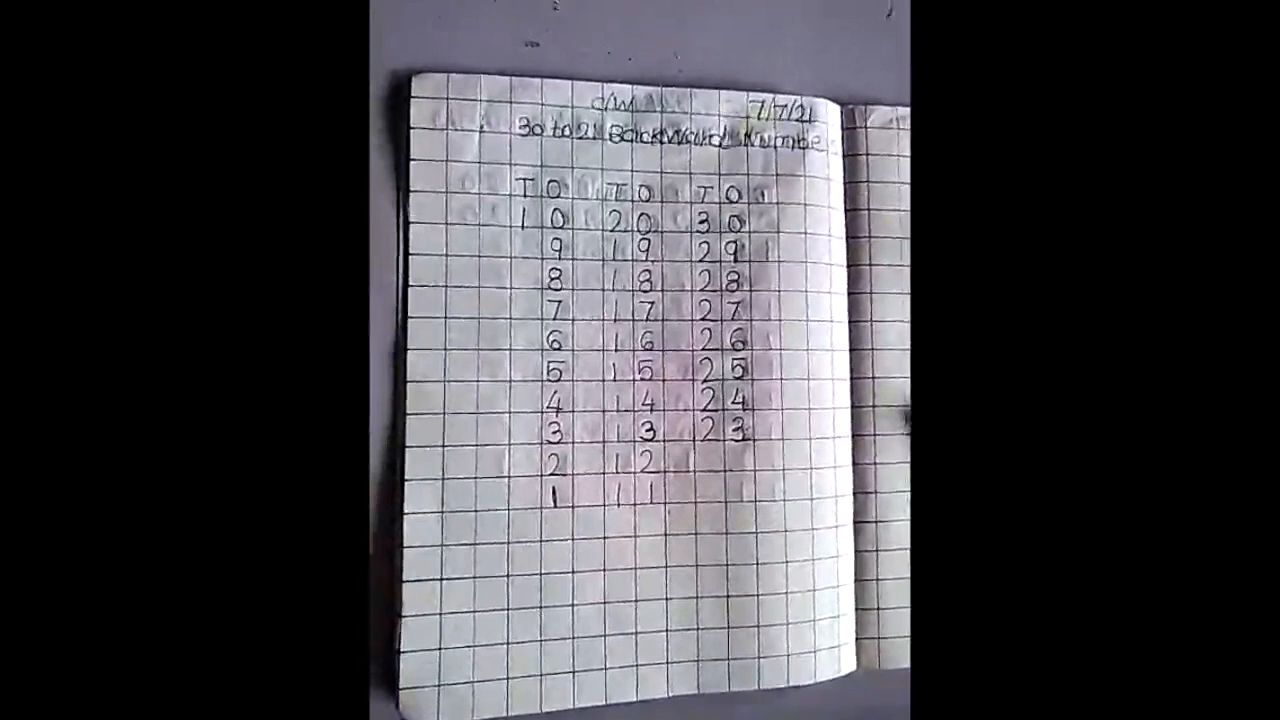 C/W 7/7/21
30 to 21 Backward Numbe
T O T O T O
1 0 2 0 3 0
9 1 9 2 9
8 1 8 2 8
7 1 7 2 7
6 1 6 2 6
5 1 5 2 5
4 1 4 2 4
3 1 3 2 3
2 1 2
1 1 1